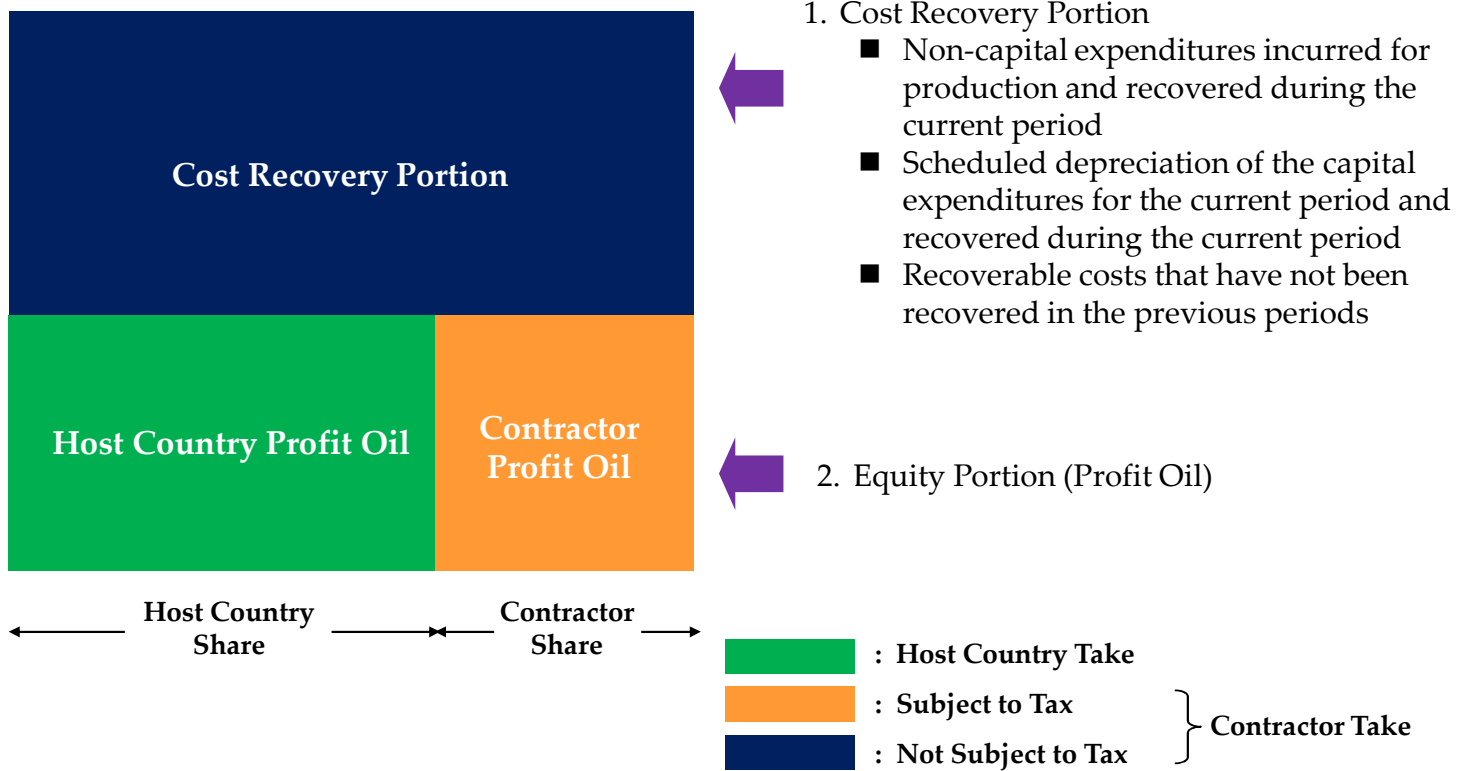 Cost Recovery Portion
Host Country Profit Oil
Contractor
Profit Oil
Host Country
Share
Contractor
Share
1. Cost Recovery Portion
■ Non-capital expenditures incurred for
production and recovered during the
current period
■ Scheduled depreciation of the capital
expenditures for the current period and
recovered during the current period
■ Recoverable costs that have not been
recovered in the previous periods
2. Equity Portion (Profit Oil)
: Host Country Take
: Subject to Tax
: Not Subject to Tax
Contractor Take